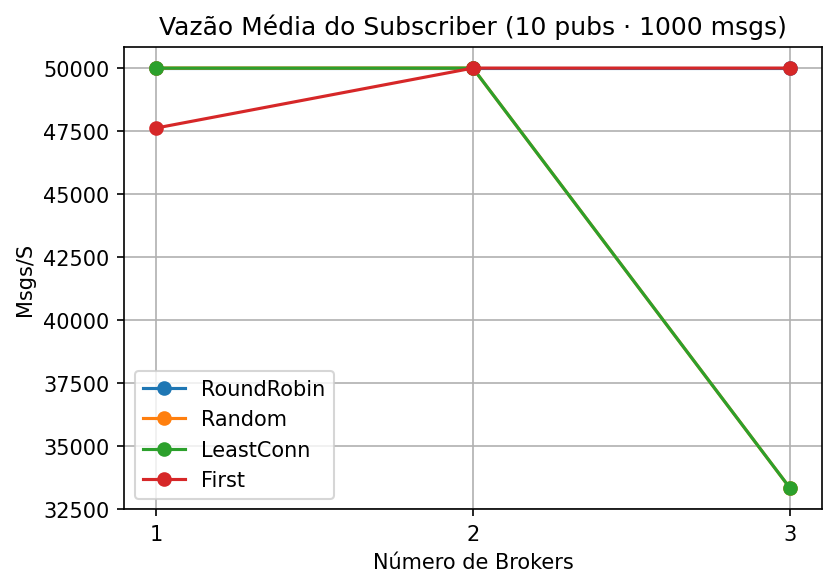 Vazão Média do Subscriber (10 pubs · 1000 msgs)
50000
47500
45000
42500
40000
37500
35000
32500
Msgs/S
RoundRobin
Random
LeastConn
First
1 2 3
Número de Brokers